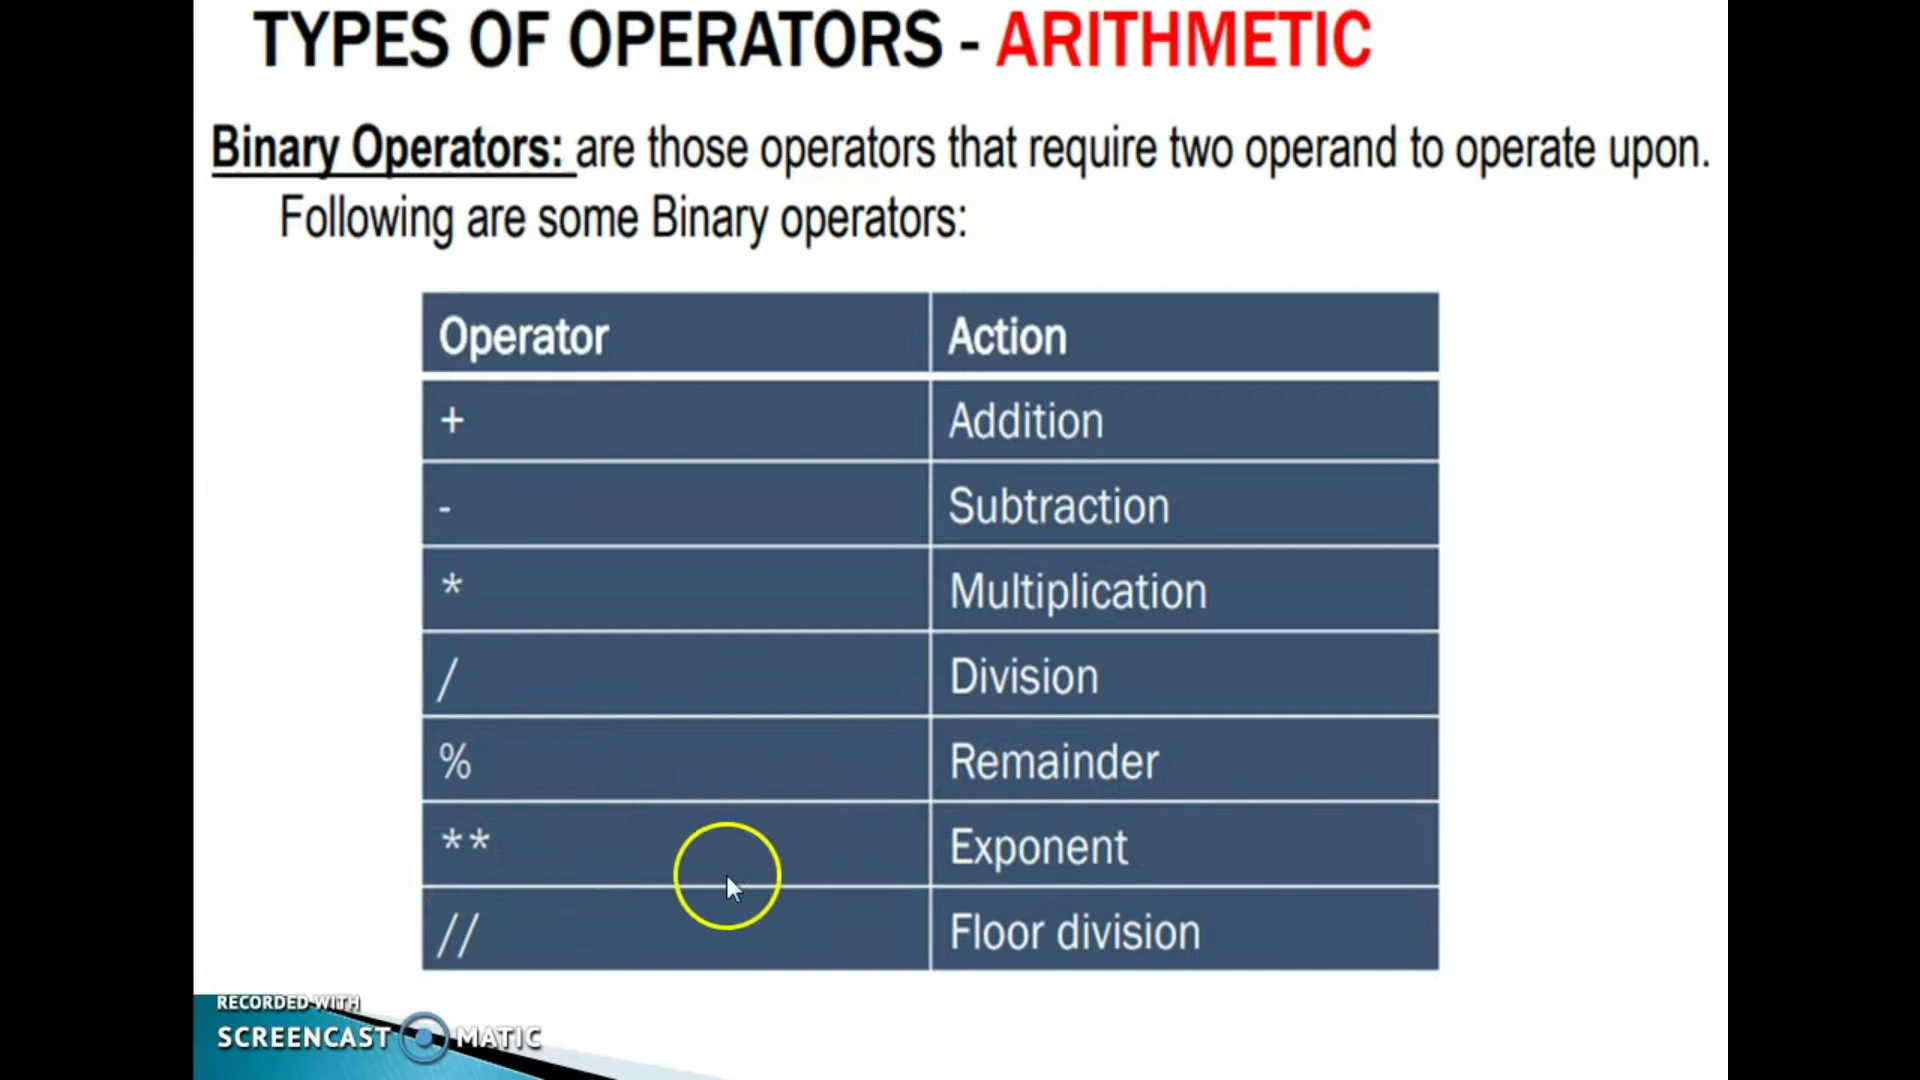 TYPES OF OPERATORS - ARITHMETIC
Binary Operators: are those operators that require two operand to operate upon.
Following are some Binary operators:
Operator Action
+ Addition
- Subtraction
* Multiplication
/ Division
% Remainder
** Exponent
// Floor division
RECORDED WITH
SCREENCAST MATIC